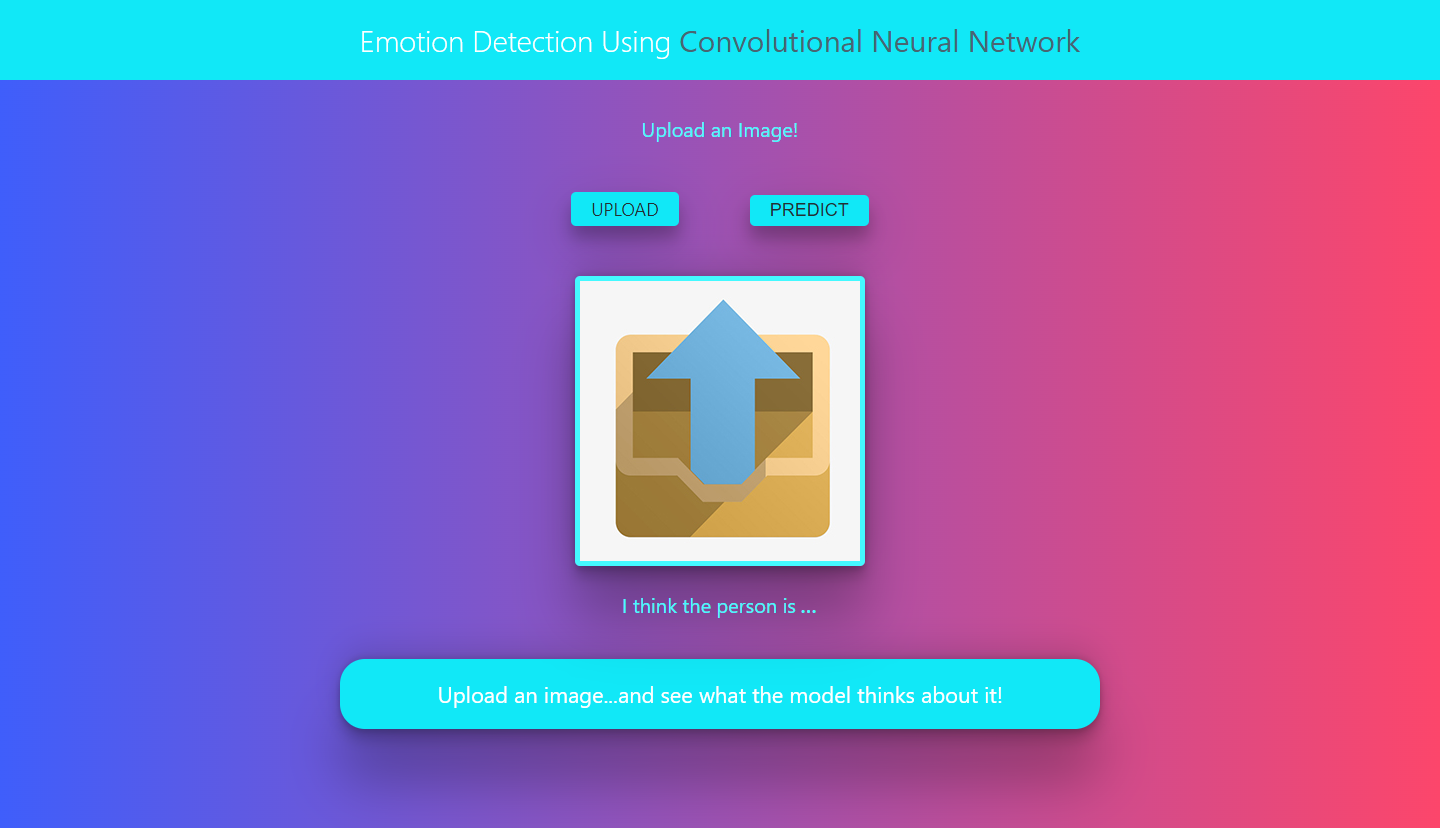 Emotion Detection Using Convolutional Neural Network
Upload an Image!
UPLOAD PREDICT
I think the person is ...
Upload an image...and see what the model thinks about it!